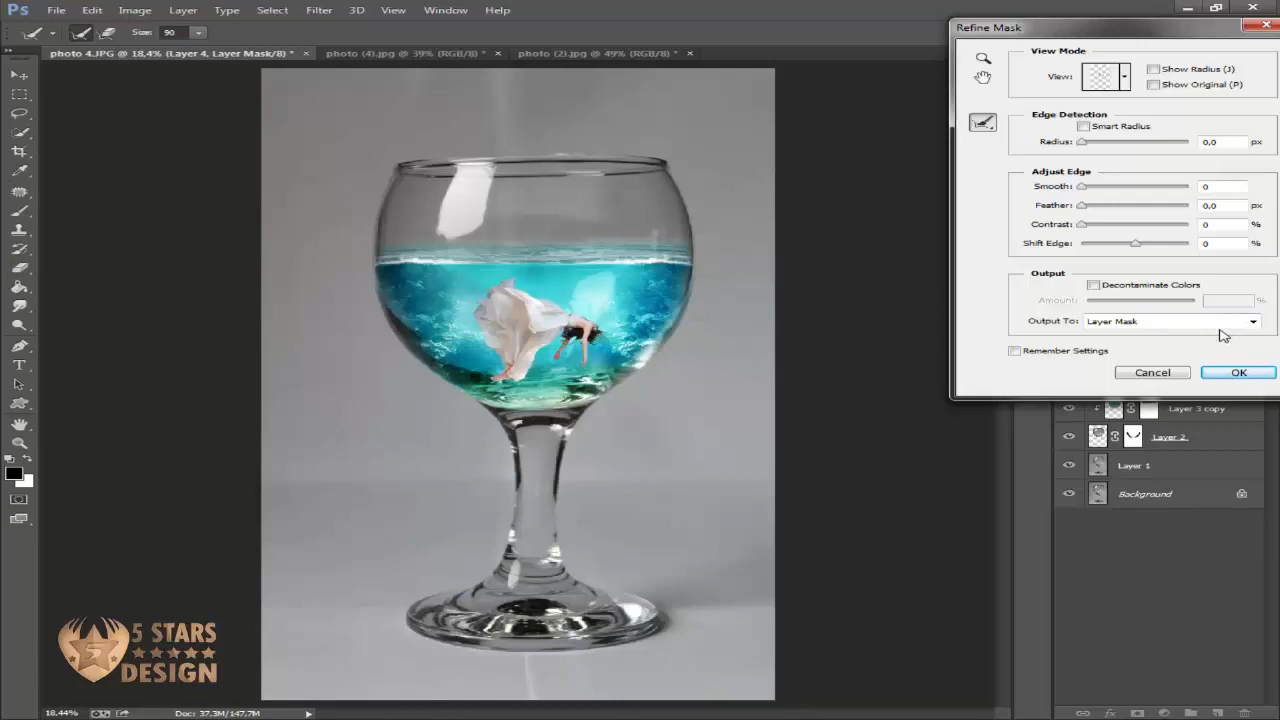 Ps File Edit Image Layer Type Select Filter 3D View Window Help
Size: 90
photo 4.JPG @ 18,4% (Layer 4, Layer Mask/8) * ×
photo (4).jpg @ 39% (RGB/8) * ×
photo (2).jpg @ 49% (RGB/8) * ×
Refine Mask
View Mode
View:
Show Radius (J)
Show Original (P)
Edge Detection
Smart Radius
Radius: 0,0 px
Adjust Edge
Smooth: 0
Feather: 0,0 px
Contrast: 0 %
Shift Edge: 0 %
Output
Decontaminate Colors
Amount: %
Output To: Layer Mask
Remember Settings
Cancel OK
Layer 3 copy
Layer 2
Layer 1
Background
5 STARS
DESIGN
5
18.44% Doc: 37,3M/147,7M